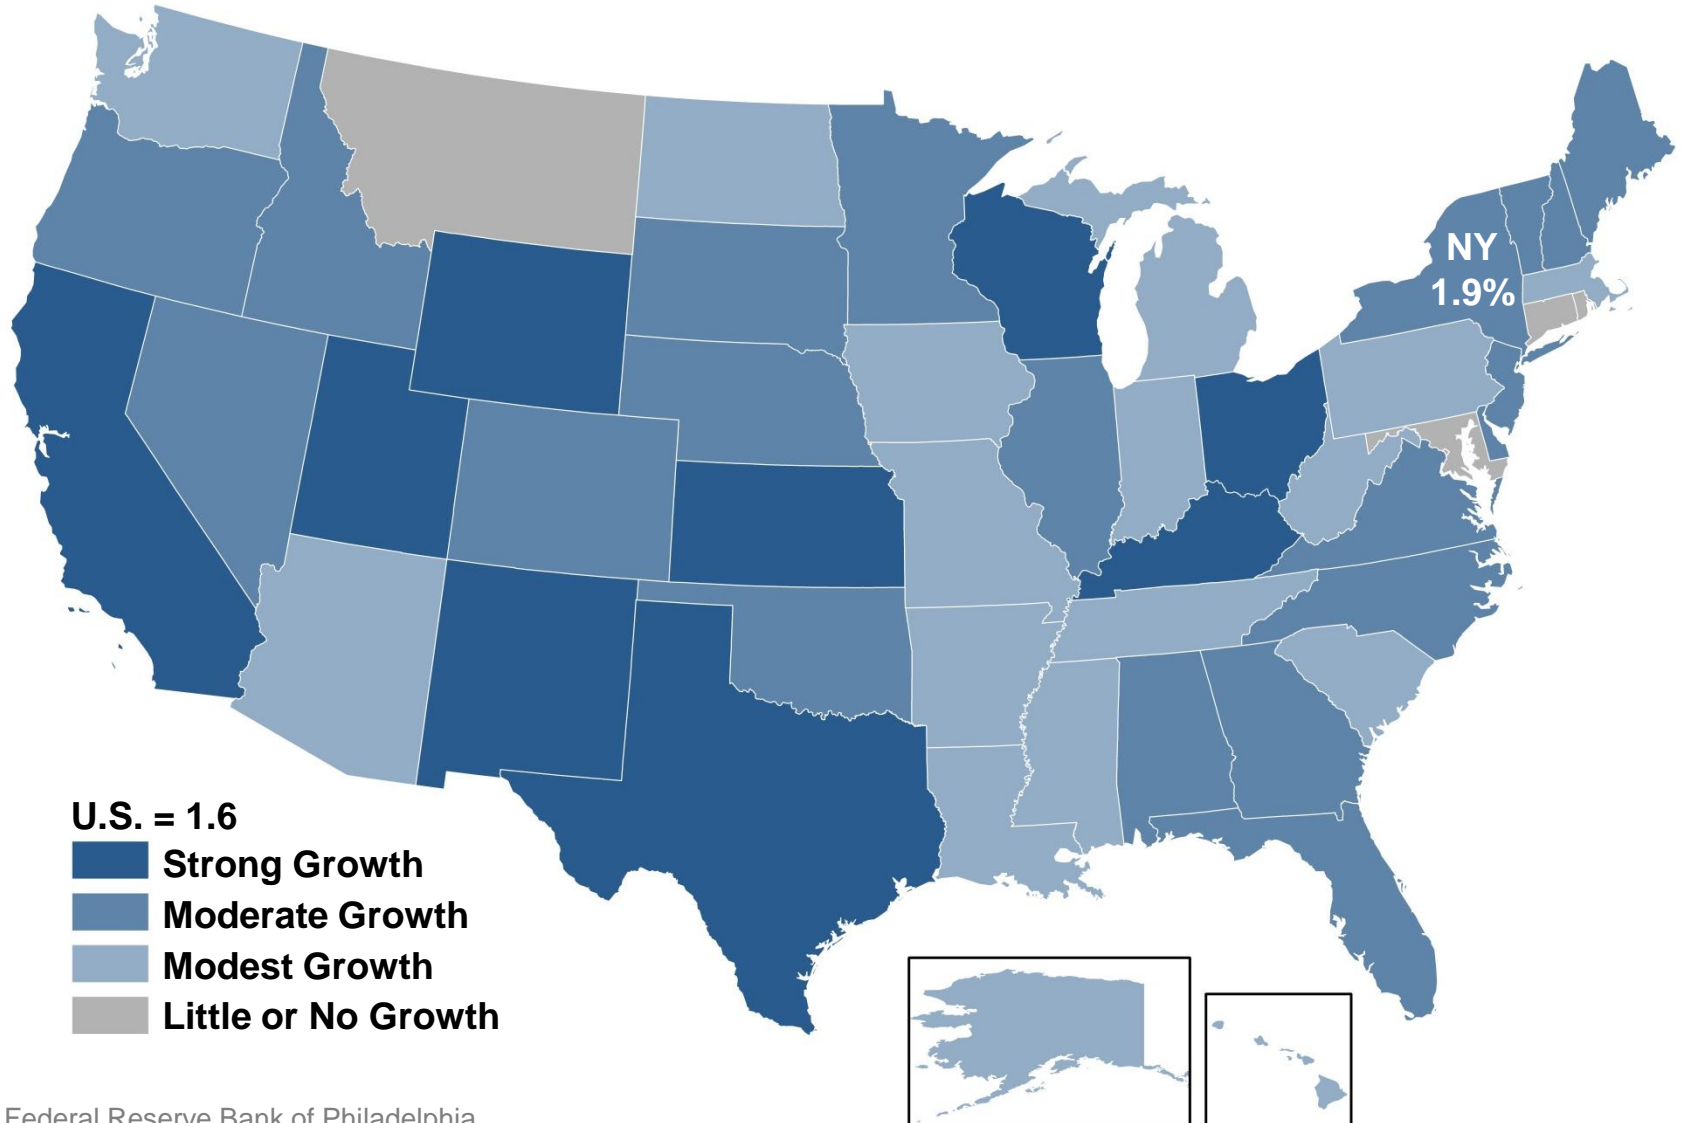 NY
1.9%
U.S. = 1.6
Strong Growth
Moderate Growth
Modest Growth
Little or No Growth
Federal Reserve Bank of Philadelphia